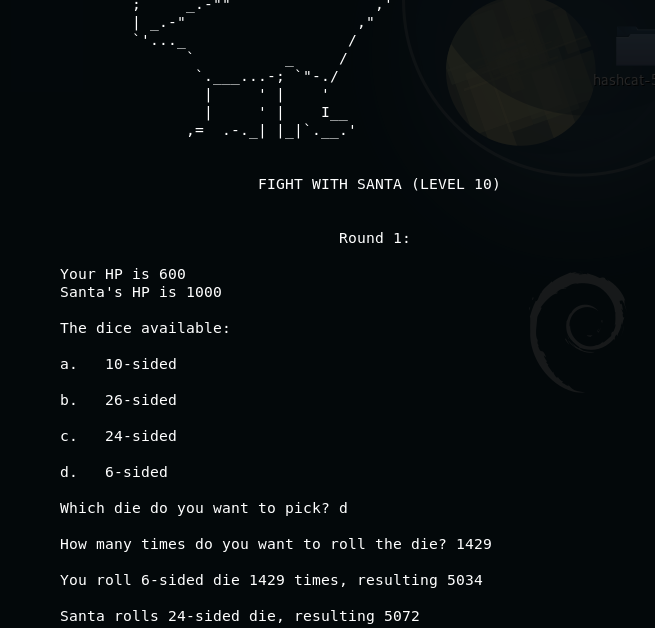 FIGHT WITH SANTA (LEVEL 10)
Round 1:
Your HP is 600
Santa's HP is 1000
The dice available:
a. 10-sided
b. 26-sided
c. 24-sided
d. 6-sided
Which die do you want to pick? d
How many times do you want to roll the die? 1429
You roll 6-sided die 1429 times, resulting 5034
Santa rolls 24-sided die, resulting 5072